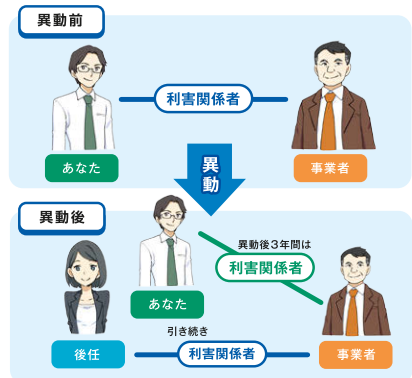 異動前
利害関係者
あなた
事業者
異動
異動後
異動後3年間は
利害関係者
あなた
引き続き
後任
利害関係者
事業者